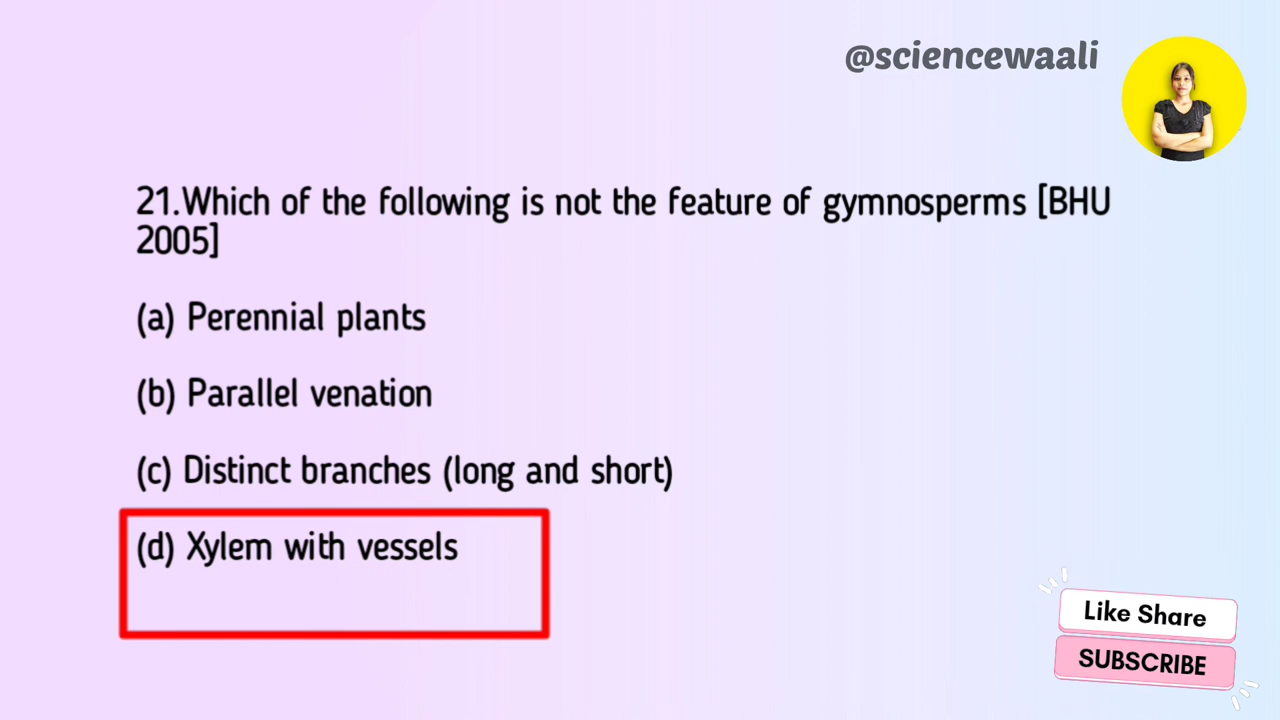 @sciencewaali
21.Which of the following is not the feature of gymnosperms [BHU
2005]
(a) Perennial plants
(b) Parallel venation
(c) Distinct branches (long and short)
(d) Xylem with vessels
Like Share
SUBSCRIBE